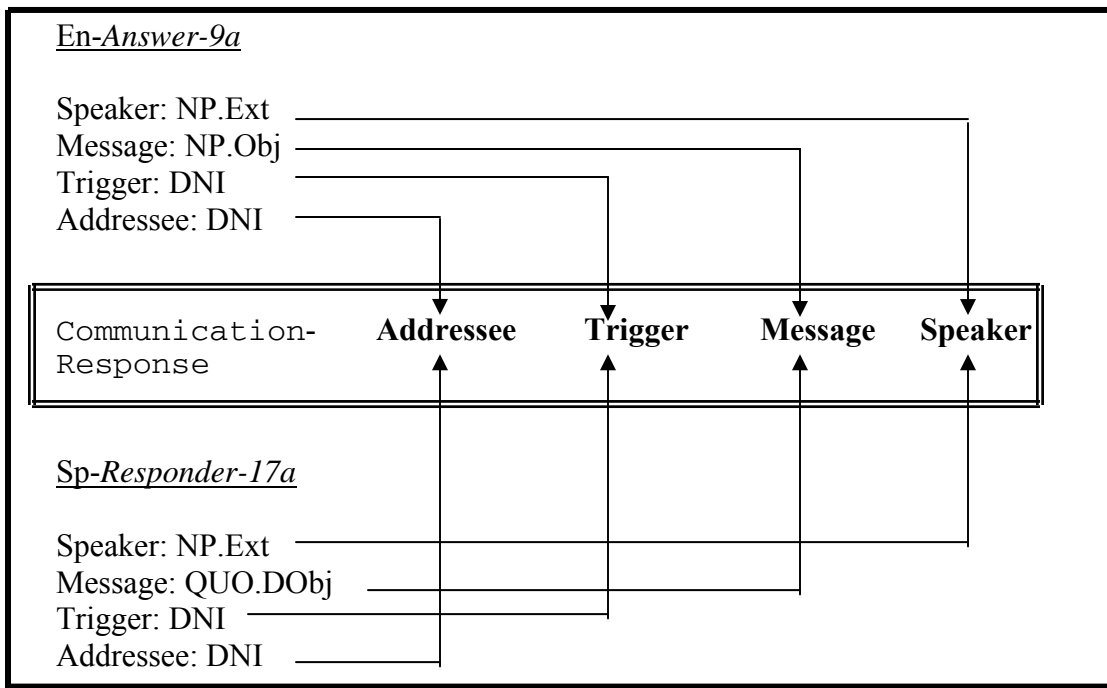 En-Answer-9a
Speaker: NP.Ext
Message: NP.Obj
Trigger: DNI
Addressee: DNI
Communication- Addressee Trigger Message Speaker
Response
Sp-Responder-17a
Speaker: NP.Ext
Message: QUO.DObj
Trigger: DNI
Addressee: DNI